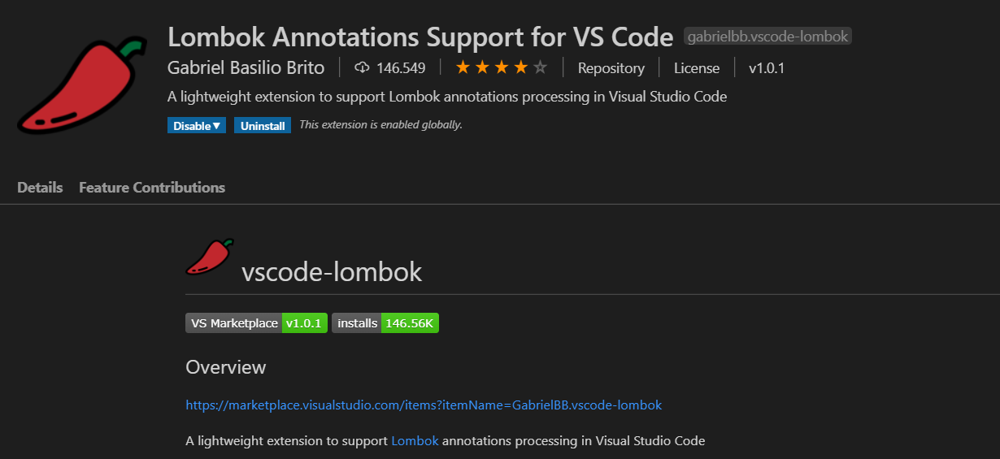 Lombok Annotations Support for VS Code gabrielbb.vscode-lombok
Gabriel Basilio Brito 146.549 Repository License v1.0.1
A lightweight extension to support Lombok annotations processing in Visual Studio Code
Disable Uninstall This extension is enabled globally.
Details Feature Contributions
vscode-lombok
VS Marketplace v1.0.1 installs 146.56K
Overview
https://marketplace.visualstudio.com/items?itemName=GabrielBB.vscode-lombok
A lightweight extension to support Lombok annotations processing in Visual Studio Code